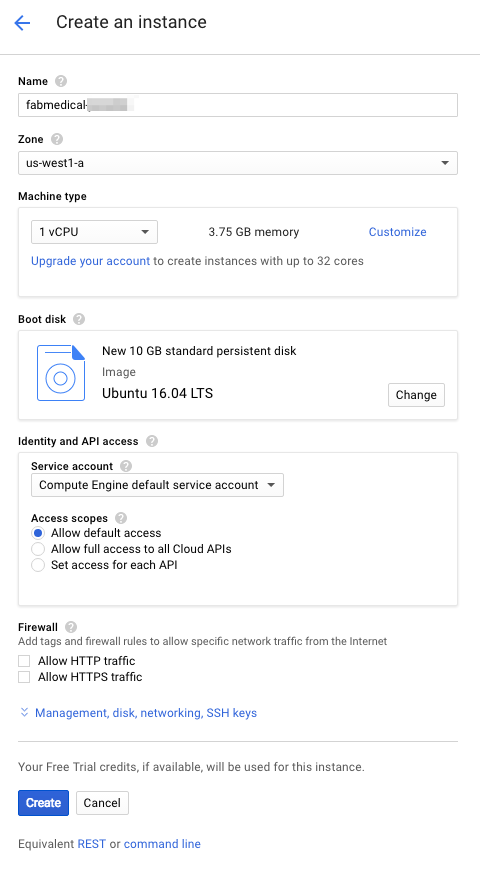 Create an instance
Name
fabmedical-
Zone
us-west1-a
Machine type
1 vCPU
3.75 GB memory
Customize
Upgrade your account to create instances with up to 32 cores
Boot disk
New 10 GB standard persistent disk
Image
Ubuntu 16.04 LTS
Change
Identity and API access
Service account
Compute Engine default service account
Access scopes
Allow default access
Allow full access to all Cloud APIs
Set access for each API
Firewall
Add tags and firewall rules to allow specific network traffic from the Internet
Allow HTTP traffic
Allow HTTPS traffic
Management, disk, networking, SSH keys
Your Free Trial credits, if available, will be used for this instance.
Create
Cancel
Equivalent REST or command line